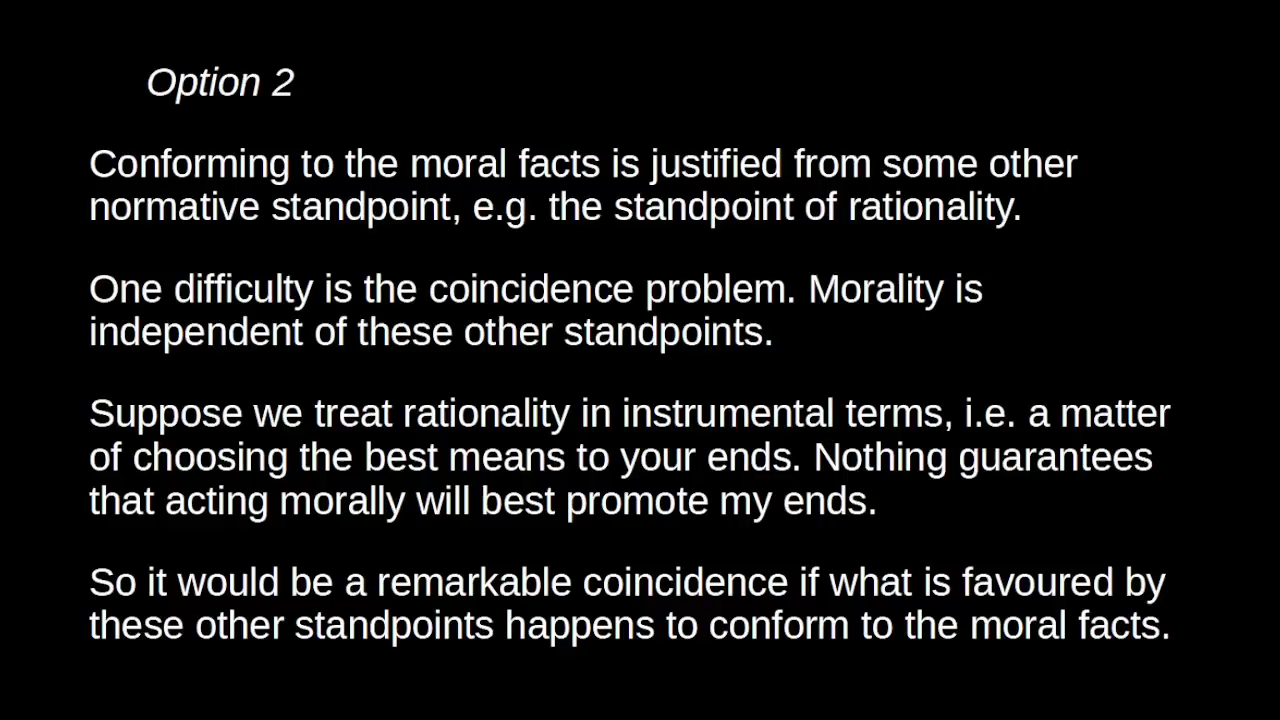 Option 2
Conforming to the moral facts is justified from some other
normative standpoint, e.g. the standpoint of rationality.
One difficulty is the coincidence problem. Morality is
independent of these other standpoints.
Suppose we treat rationality in instrumental terms, i.e. a matter
of choosing the best means to your ends. Nothing guarantees
that acting morally will best promote my ends.
So it would be a remarkable coincidence if what is favoured by
these other standpoints happens to conform to the moral facts.